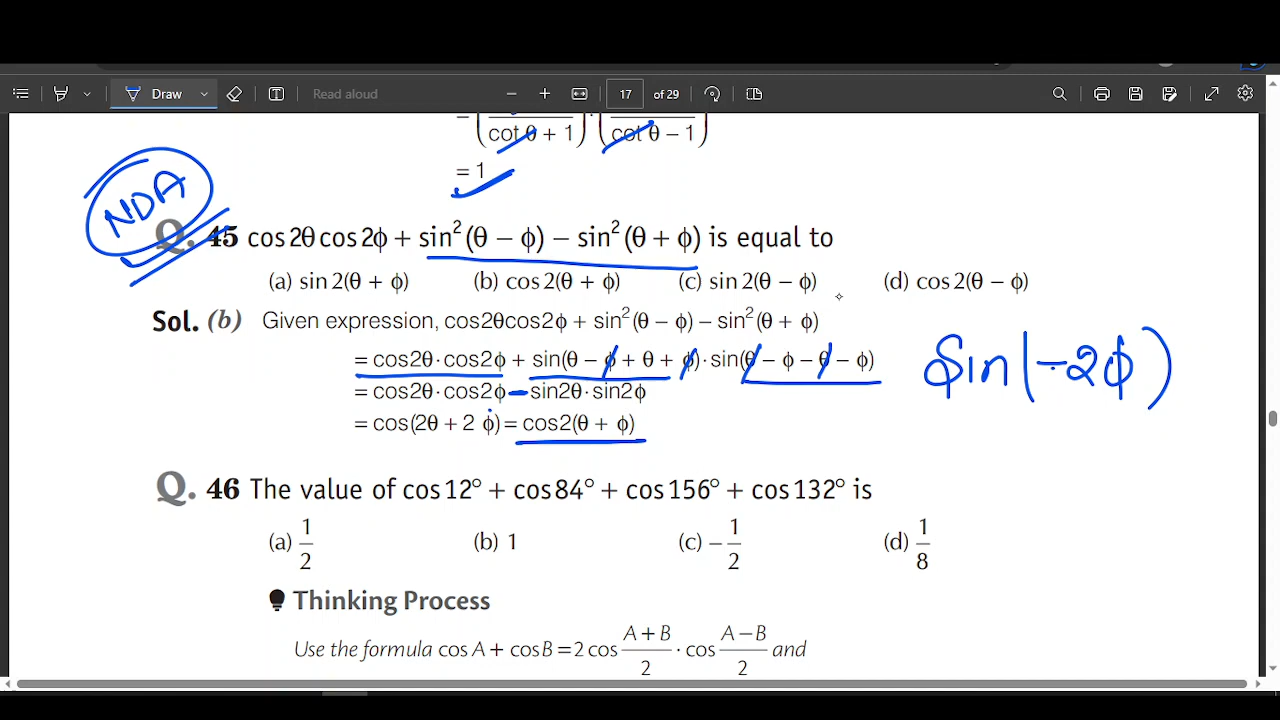 Draw
Read aloud
17 of 29
= (/(cot θ + 1)) · (/(cot θ − 1))
= 1
NDA
Q. 45 cos 2θ cos 2ϕ + sin²(θ − ϕ) − sin²(θ + ϕ) is equal to
(a) sin 2(θ + ϕ) (b) cos 2(θ + ϕ) (c) sin 2(θ − ϕ) (d) cos 2(θ − ϕ)
Sol. (b) Given expression, cos2θcos2ϕ + sin²(θ − ϕ) − sin²(θ + ϕ)
= cos2θ·cos2ϕ + sin(θ − ϕ + θ + ϕ)·sin(θ − ϕ − θ − ϕ)
sin(−2ϕ)
= cos2θ·cos2ϕ − sin2θ·sin2ϕ
= cos(2θ + 2 ϕ) = cos2(θ + ϕ)
Q. 46 The value of cos 12° + cos 84° + cos 156° + cos 132° is
(a) 1/2 (b) 1 (c) −1/2 (d) 1/8
Thinking Process
Use the formula cos A + cos B = 2 cos (A + B)/2 · cos (A − B)/2 and